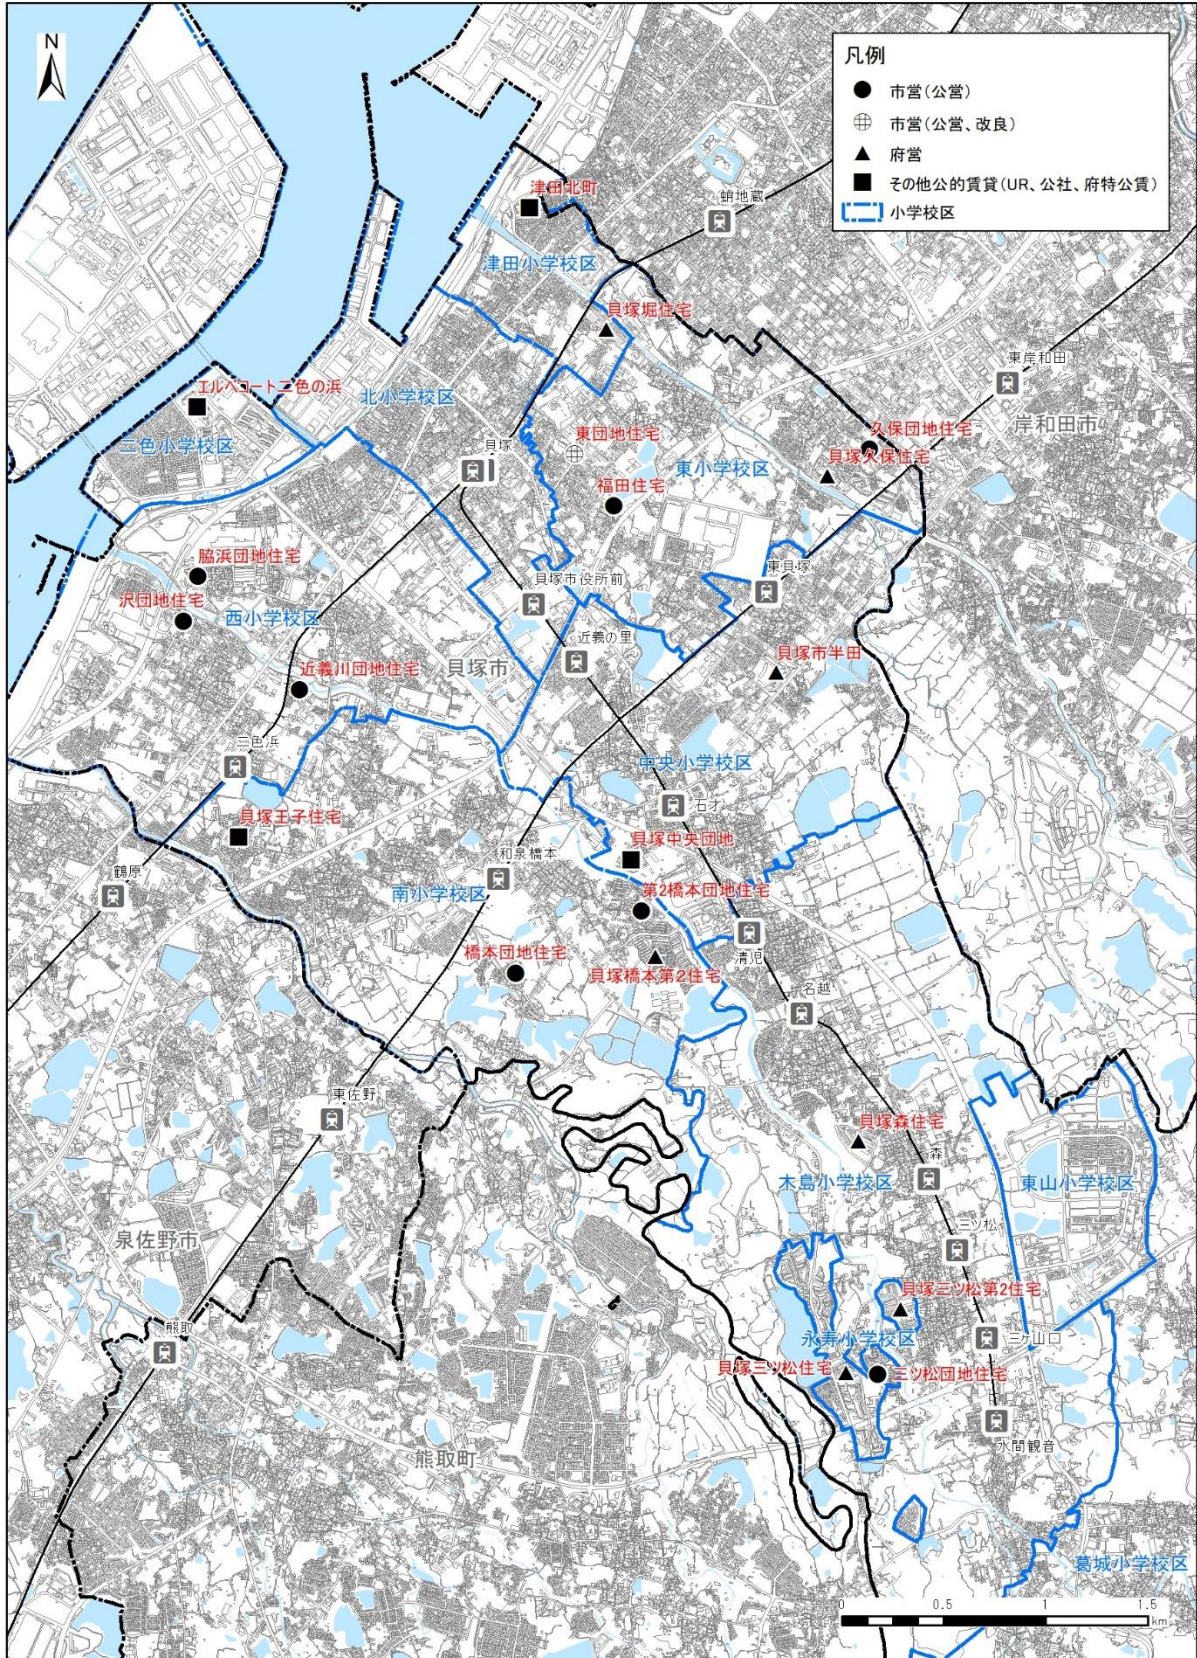 N
凡例
市営(公営)
市営(公営、改良)
府営
その他公的賃貸(UR、公社、府特公賃)
小学校区
津田北町
蛸地蔵
津田小学校区
貝塚堀住宅
東岸和田
エルベコート二色の浜
北小学校区
二色小学校区
東団地住宅
久保団地住宅
岸和田市
貝塚
東小学校区
貝塚久保住宅
福田住宅
脇浜団地住宅
貝塚市役所前
東貝塚
沢団地住宅
西小学校区
近義の里
近義川団地住宅
貝塚市
貝塚市半田
二色浜
中央小学校区
石才
貝塚王子住宅
貝塚中央団地
和泉橋本
鶴原
南小学校区
第2橋本団地住宅
橋本団地住宅
清児
貝塚橋本第2住宅
名越
東佐野
貝塚森住宅
森
木島小学校区
東山小学校区
三ツ松
泉佐野市
貝塚三ツ松第2住宅
熊取
永寿小学校区
三ケ山口
貝塚三ツ松住宅
三ツ松団地住宅
水間観音
熊取町
葛城小学校区
0 0.5 1 1.5
km